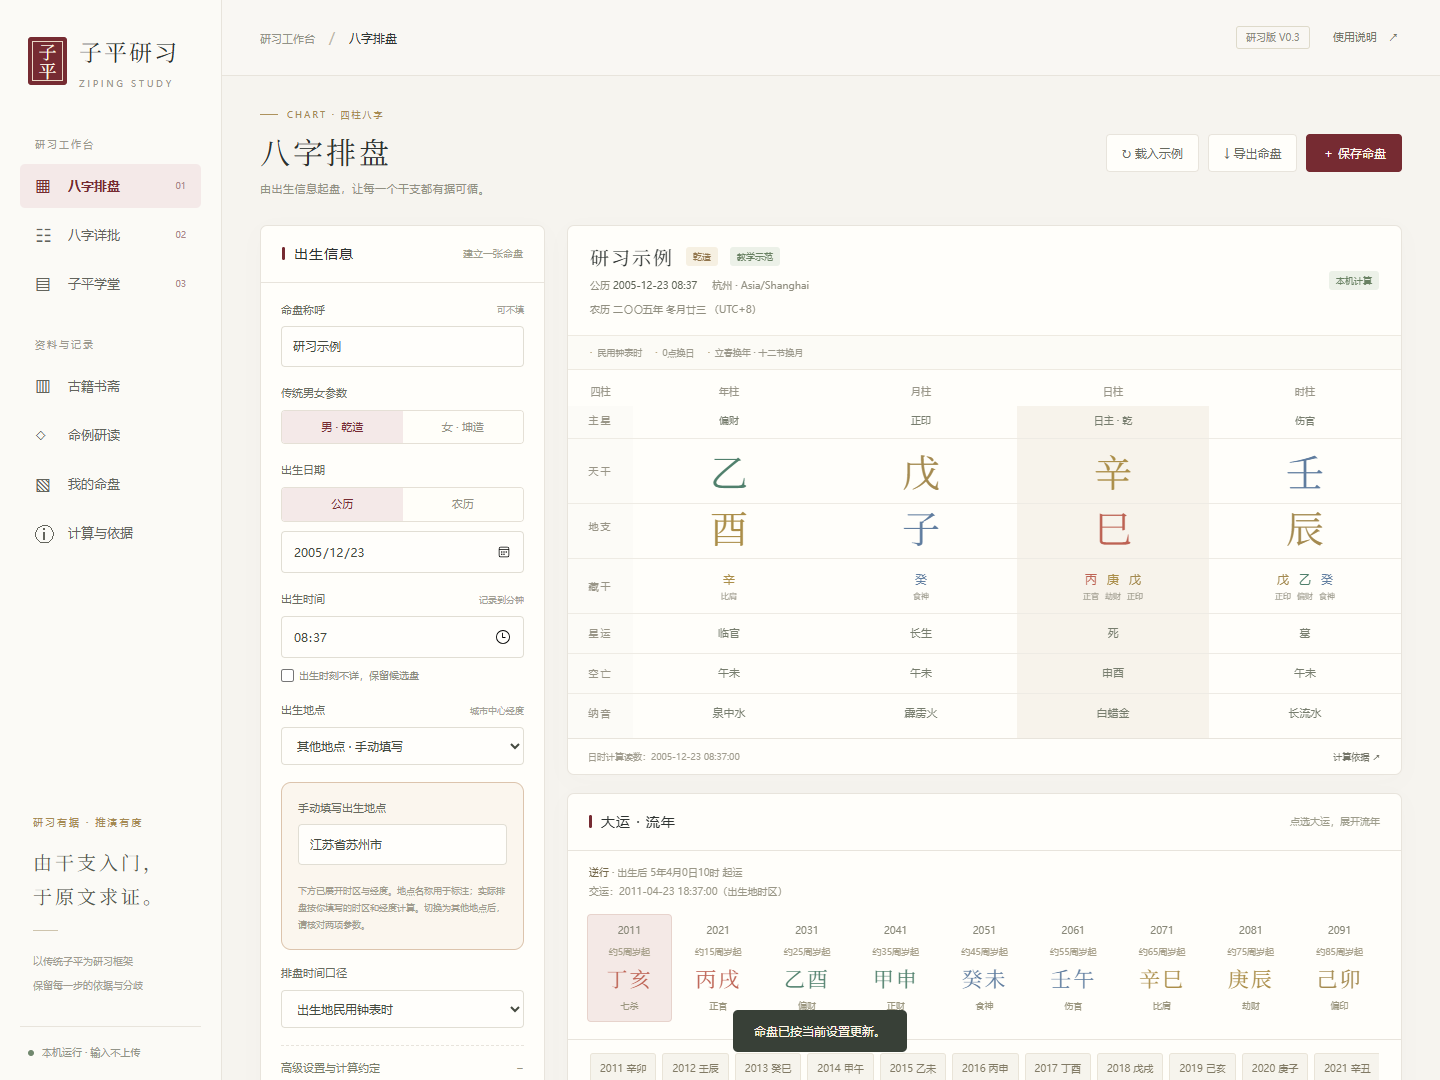 子平
子平研习
ZIPING STUDY
研习工作台
八字排盘 01
八字详批 02
子平学堂 03
资料与记录
古籍书斋
命例研读
我的命盘
计算与依据
研习有据 · 推演有度
由干支入门，
于原文求证。
以传统子平为研习框架
保留每一步的依据与分歧
本机运行 · 输入不上传
研习工作台 / 八字排盘
研习版 V0.3
使用说明 ↗
CHART · 四柱八字
八字排盘
由出生信息起盘，让每一个干支都有据可循。
↻ 载入示例
↓ 导出命盘
+ 保存命盘
出生信息 建立一张命盘
命盘称呼 可不填
研习示例
传统男女参数
男 · 乾造 女 · 坤造
出生日期
公历 农历
2005/12/23
出生时间 记录到分钟
08:37
出生时刻不详，保留候选盘
出生地点 城市中心经度
其他地点 · 手动填写
手动填写出生地点
江苏省苏州市
下方已展开时区与经度。地点名称用于标注；实际排
盘按你填写的时区和经度计算。切换为其他地点后，
请核对两项参数。
排盘时间口径
出生地民用钟表时
高级设置与计算约定 −
研习示例 乾造 教学示范
公历 2005-12-23 08:37 杭州 · Asia/Shanghai
农历 二〇〇五年 冬月廿三 （UTC+8）
本机计算
· 民用钟表时 · 0点换日 · 立春换年 · 十二节换月
四柱 年柱 月柱 日柱 时柱
主星 偏财 正印 日主 · 乾 伤官
天干 乙 戊 辛 壬
地支 酉 子 巳 辰
藏干 辛 癸 丙 庚 戊 戊 乙 癸
比肩 食神 正官 劫财 正印 正印 偏财 食神
星运 临官 长生 死 墓
空亡 午未 午未 申酉 午未
纳音 泉中水 霹雳火 白蜡金 长流水
日时计算读数：2005-12-23 08:37:00 计算依据 ↗
大运 · 流年 点选大运，展开流年
逆行 · 出生后 5年4月0日10时 起运
交运：2011-04-23 18:37:00（出生地时区）
2011 2021 2031 2041 2051 2061 2071 2081 2091
约5周岁起 约15周岁起 约25周岁起 约35周岁起 约45周岁起 约55周岁起 约65周岁起 约75周岁起 约85周岁起
丁亥 丙戌 乙酉 甲申 癸未 壬午 辛巳 庚辰 己卯
七杀 正官 偏财 正财 食神 伤官 比肩 劫财 偏印
命盘已按当前设置更新。
2011 辛卯 2012 壬辰 2013 癸巳 2014 甲午 2015 乙未 2016 丙申 2017 丁酉 2018 戊戌 2019 己亥 2020 庚子 2021 辛丑